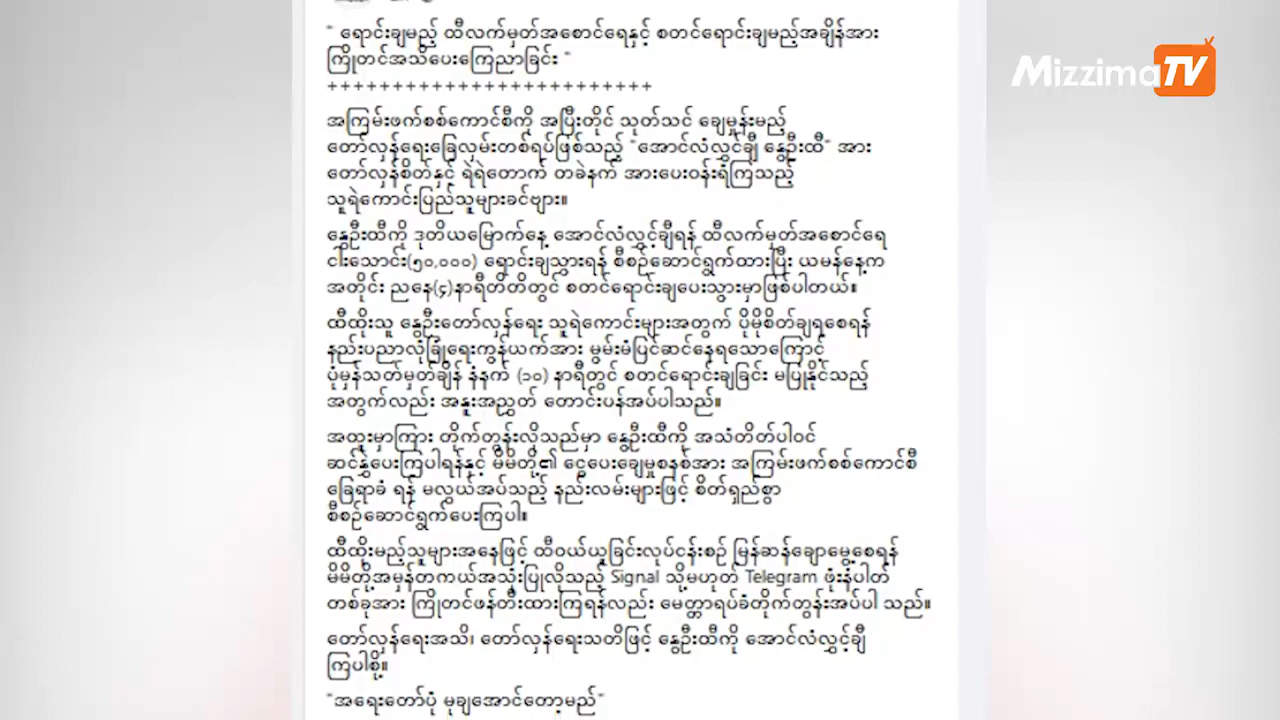 " ရောင်းချမည့် ထီလက်မှတ်အစောင်ရေနှင့် စတင်ရောင်းချမည့်အချိန်အား
ကြိုတင်အသိပေးကြေညာခြင်း "
+++++++++++++++++++++++++
အကြမ်းဖက်စစ်ကောင်စီကို အပြီးတိုင် သုတ်သင် ချေမှုန်းမည့်
တော်လှန်ရေးခြေလှမ်းတစ်ရပ်ဖြစ်သည့် "အောင်လံလွှင့်ချီ နွေဦးထီ" အား
တော်လှန်စိတ်နှင့် ရဲရဲတောက် တခဲနက် အားပေးဝန်းရံကြသည့်
သူရဲကောင်းပြည်သူများခင်ဗျား။
နွေဦးထီကို ဒုတိယမြောက်နေ့ အောင်လံလွှင့်ချီရန် ထီလက်မှတ်အစောင်ရေ
ငါးသောင်း(၅၀,၀၀၀) ရောင်းချသွားရန် စီစဉ်ဆောင်ရွက်ထားပြီး ယမန်နေ့က
အတိုင်း ညနေ(၄)နာရီတိတိတွင် စတင်ရောင်းချပေးသွားမှာဖြစ်ပါတယ်။
ထီထိုးသူ နွေဦးတော်လှန်ရေး သူရဲကောင်းများအတွက် ပိုမိုစိတ်ချရစေရန်
နည်းပညာလုံခြုံရေးကွန်ယက်အား မွမ်းမံပြင်ဆင်နေရသောကြောင့်
ပုံမှန်သတ်မှတ်ချိန် နံနက် (၁၀) နာရီတွင် စတင်ရောင်းချခြင်း မပြုနိုင်သည့်
အတွက်လည်း အနူးအညွတ် တောင်းပန်အပ်ပါသည်။
အထူးမှာကြား တိုက်တွန်းလိုသည်မှာ နွေဦးထီကို အသံတိတ်ပါဝင်
ဆင်နွှဲပေးကြပါရန်နှင့် မိမိတို့၏ ငွေပေးချေမှုစနစ်အား အကြမ်းဖက်စစ်ကောင်စီ
ခြေရာခံ ရန် မလွယ်အပ်သည့် နည်းလမ်းများဖြင့် စိတ်ရှည်စွာ
စီစဉ်ဆောင်ရွက်ပေးကြပါ။
ထီထိုးမည့်သူများအနေဖြင့် ထီဝယ်ယူခြင်းလုပ်ငန်းစဉ် မြန်ဆန်ချောမွေ့စေရန်
မိမိတို့အမှန်တကယ်အသုံးပြုလိုသည့် Signal သို့မဟုတ် Telegram ဖုံးနံပါတ်
တစ်ခုအား ကြိုတင်ဖန်တီးထားကြရန်လည်း မေတ္တာရပ်ခံတိုက်တွန်းအပ်ပါ သည်။
တော်လှန်ရေးအသိ၊ တော်လှန်ရေးသတိဖြင့် နွေဦးထီကို အောင်လံလွှင့်ချီ
ကြပါစို့။
"အရေးတော်ပုံ မုချအောင်တော့မည်"
Mizzima TV